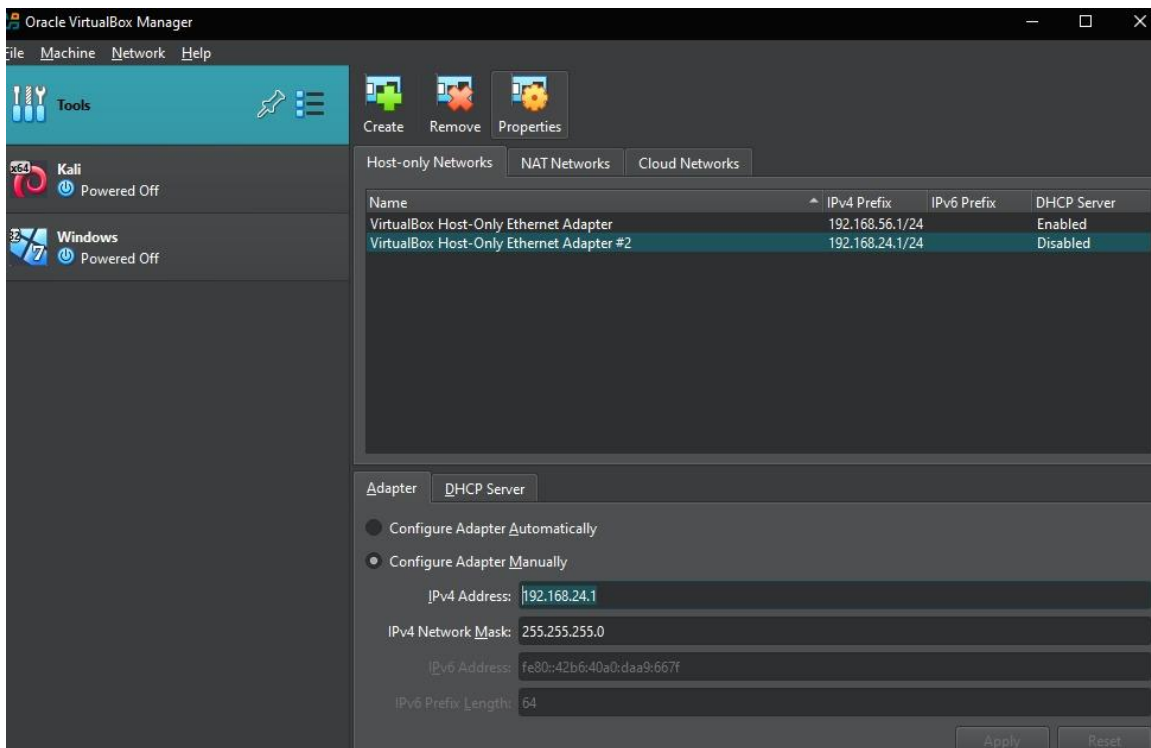 Oracle VirtualBox Manager
File Machine Network Help
Tools
Create Remove Properties
x64
Kali
Powered Off
Windows
7
Powered Off
Host-only Networks NAT Networks Cloud Networks
Name IPv4 Prefix IPv6 Prefix DHCP Server
VirtualBox Host-Only Ethernet Adapter 192.168.56.1/24 Enabled
VirtualBox Host-Only Ethernet Adapter #2 192.168.24.1/24 Disabled
Adapter DHCP Server
Configure Adapter Automatically
Configure Adapter Manually
IPv4 Address: 192.168.24.1
IPv4 Network Mask: 255.255.255.0
IPv6 Address: fe80::42b6:40a0:daa9:667f
IPv6 Prefix Length: 64
Apply Reset